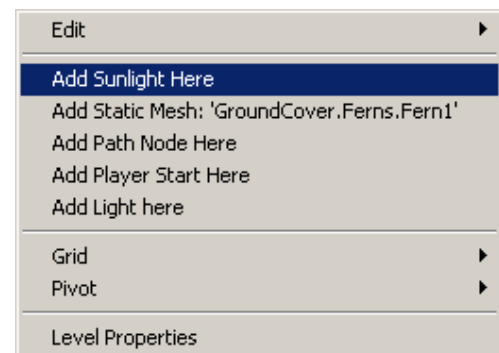 Edit
Add Sunlight Here
Add Static Mesh: 'GroundCover.Ferns.Fern1'
Add Path Node Here
Add Player Start Here
Add Light here
Grid
Pivot
Level Properties